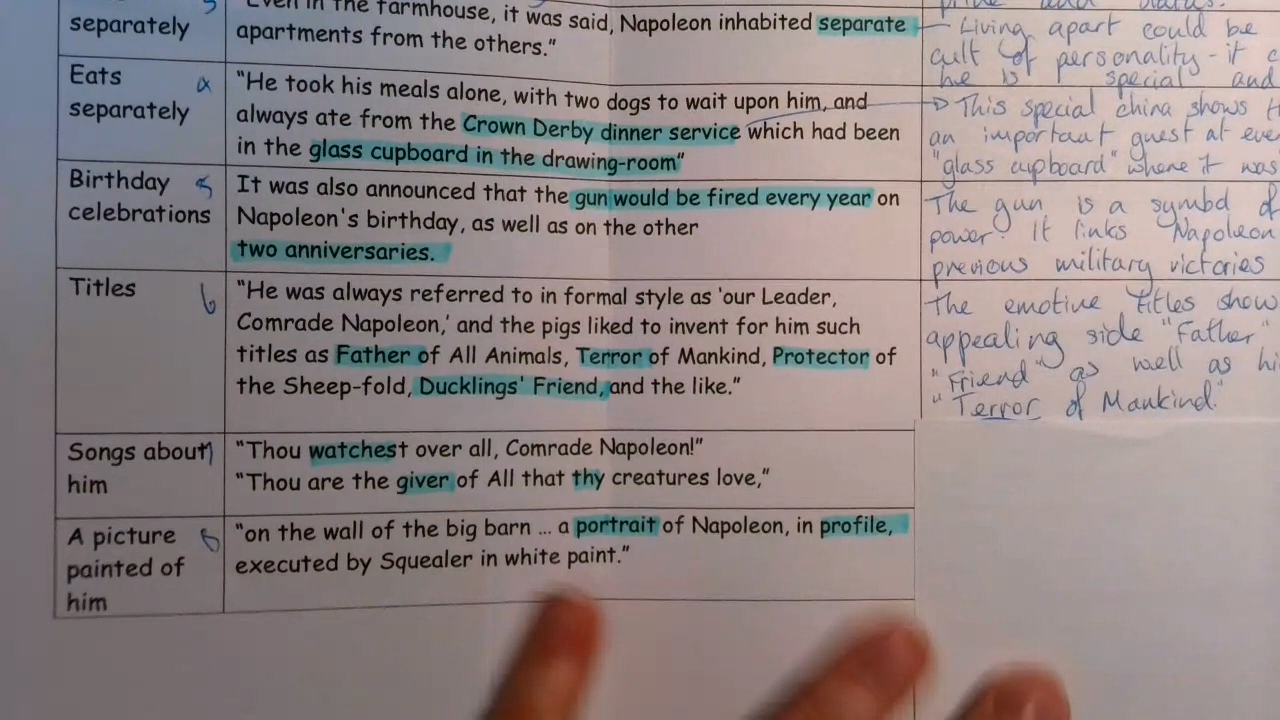 separately
"Even in the farmhouse, it was said, Napoleon inhabited separate
apartments from the others."
Living apart could be
cult of personality - it
he is special and
Eats
separately
"He took his meals alone, with two dogs to wait upon him, and
always ate from the Crown Derby dinner service which had been
in the glass cupboard in the drawing-room"
This special china shows
an important guest at
"glass cupboard" where it was
Birthday
celebrations
It was also announced that the gun would be fired every year on
Napoleon's birthday, as well as on the other
two anniversaries.
The gun is a symbol of
power. It links Napoleon
previous military victories
Titles
"He was always referred to in formal style as 'our Leader,
Comrade Napoleon,' and the pigs liked to invent for him such
titles as Father of All Animals, Terror of Mankind, Protector of
the Sheep-fold, Ducklings' Friend, and the like."
The emotive titles show
appealing side "Father"
"Friend" as well as
"Terror of Mankind."
Songs about
him
"Thou watchest over all, Comrade Napoleon!"
"Thou are the giver of All that thy creatures love,"
A picture
painted of
him
"on the wall of the big barn … a portrait of Napoleon, in profile,
executed by Squealer in white paint."